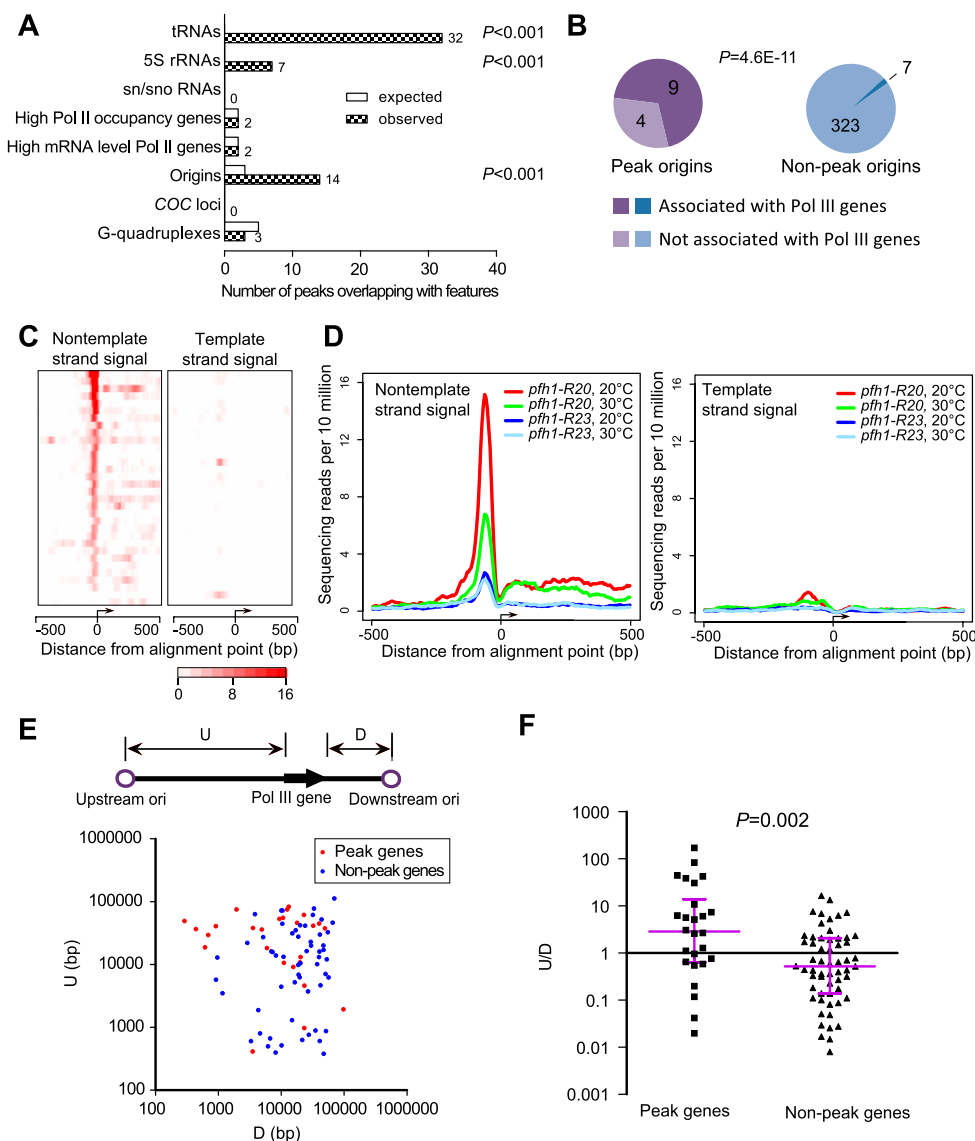 A
tRNAs
32
P<0.001
5S rRNAs
7
P<0.001
sn/sno RNAs
0
expected
High Pol II occupancy genes
2
observed
High mRNA level Pol II genes
2
Origins
14
P<0.001
COC loci
0
G-quadruplexes
3
0 10 20 30 40
Number of peaks overlapping with features
B
P=4.6E-11
7
9
4
323
Peak origins
Non-peak origins
Associated with Pol III genes
Not associated with Pol III genes
C
Nontemplate
strand signal
Template
strand signal
-500 0 500
-500 0 500
Distance from alignment point (bp)
0 8 16
D
Sequencing reads per 10 million
16
12
8
4
0
Nontemplate
strand signal
pfh1-R20, 20°C
pfh1-R20, 30°C
pfh1-R23, 20°C
pfh1-R23, 30°C
-500 0 500
Distance from alignment point (bp)
Sequencing reads per 10 million
16
12
8
4
0
Template
strand signal
pfh1-R20, 20°C
pfh1-R20, 30°C
pfh1-R23, 20°C
pfh1-R23, 30°C
-500 0 500
Distance from alignment point (bp)
E
U
D
Upstream ori
Pol III gene
Downstream ori
U (bp)
1000000
100000
10000
1000
100
Peak genes
Non-peak genes
100 1000 10000 100000 1000000
D (bp)
F
P=0.002
U/D
1000
100
10
1
0.1
0.01
0.001
Peak genes
Non-peak genes